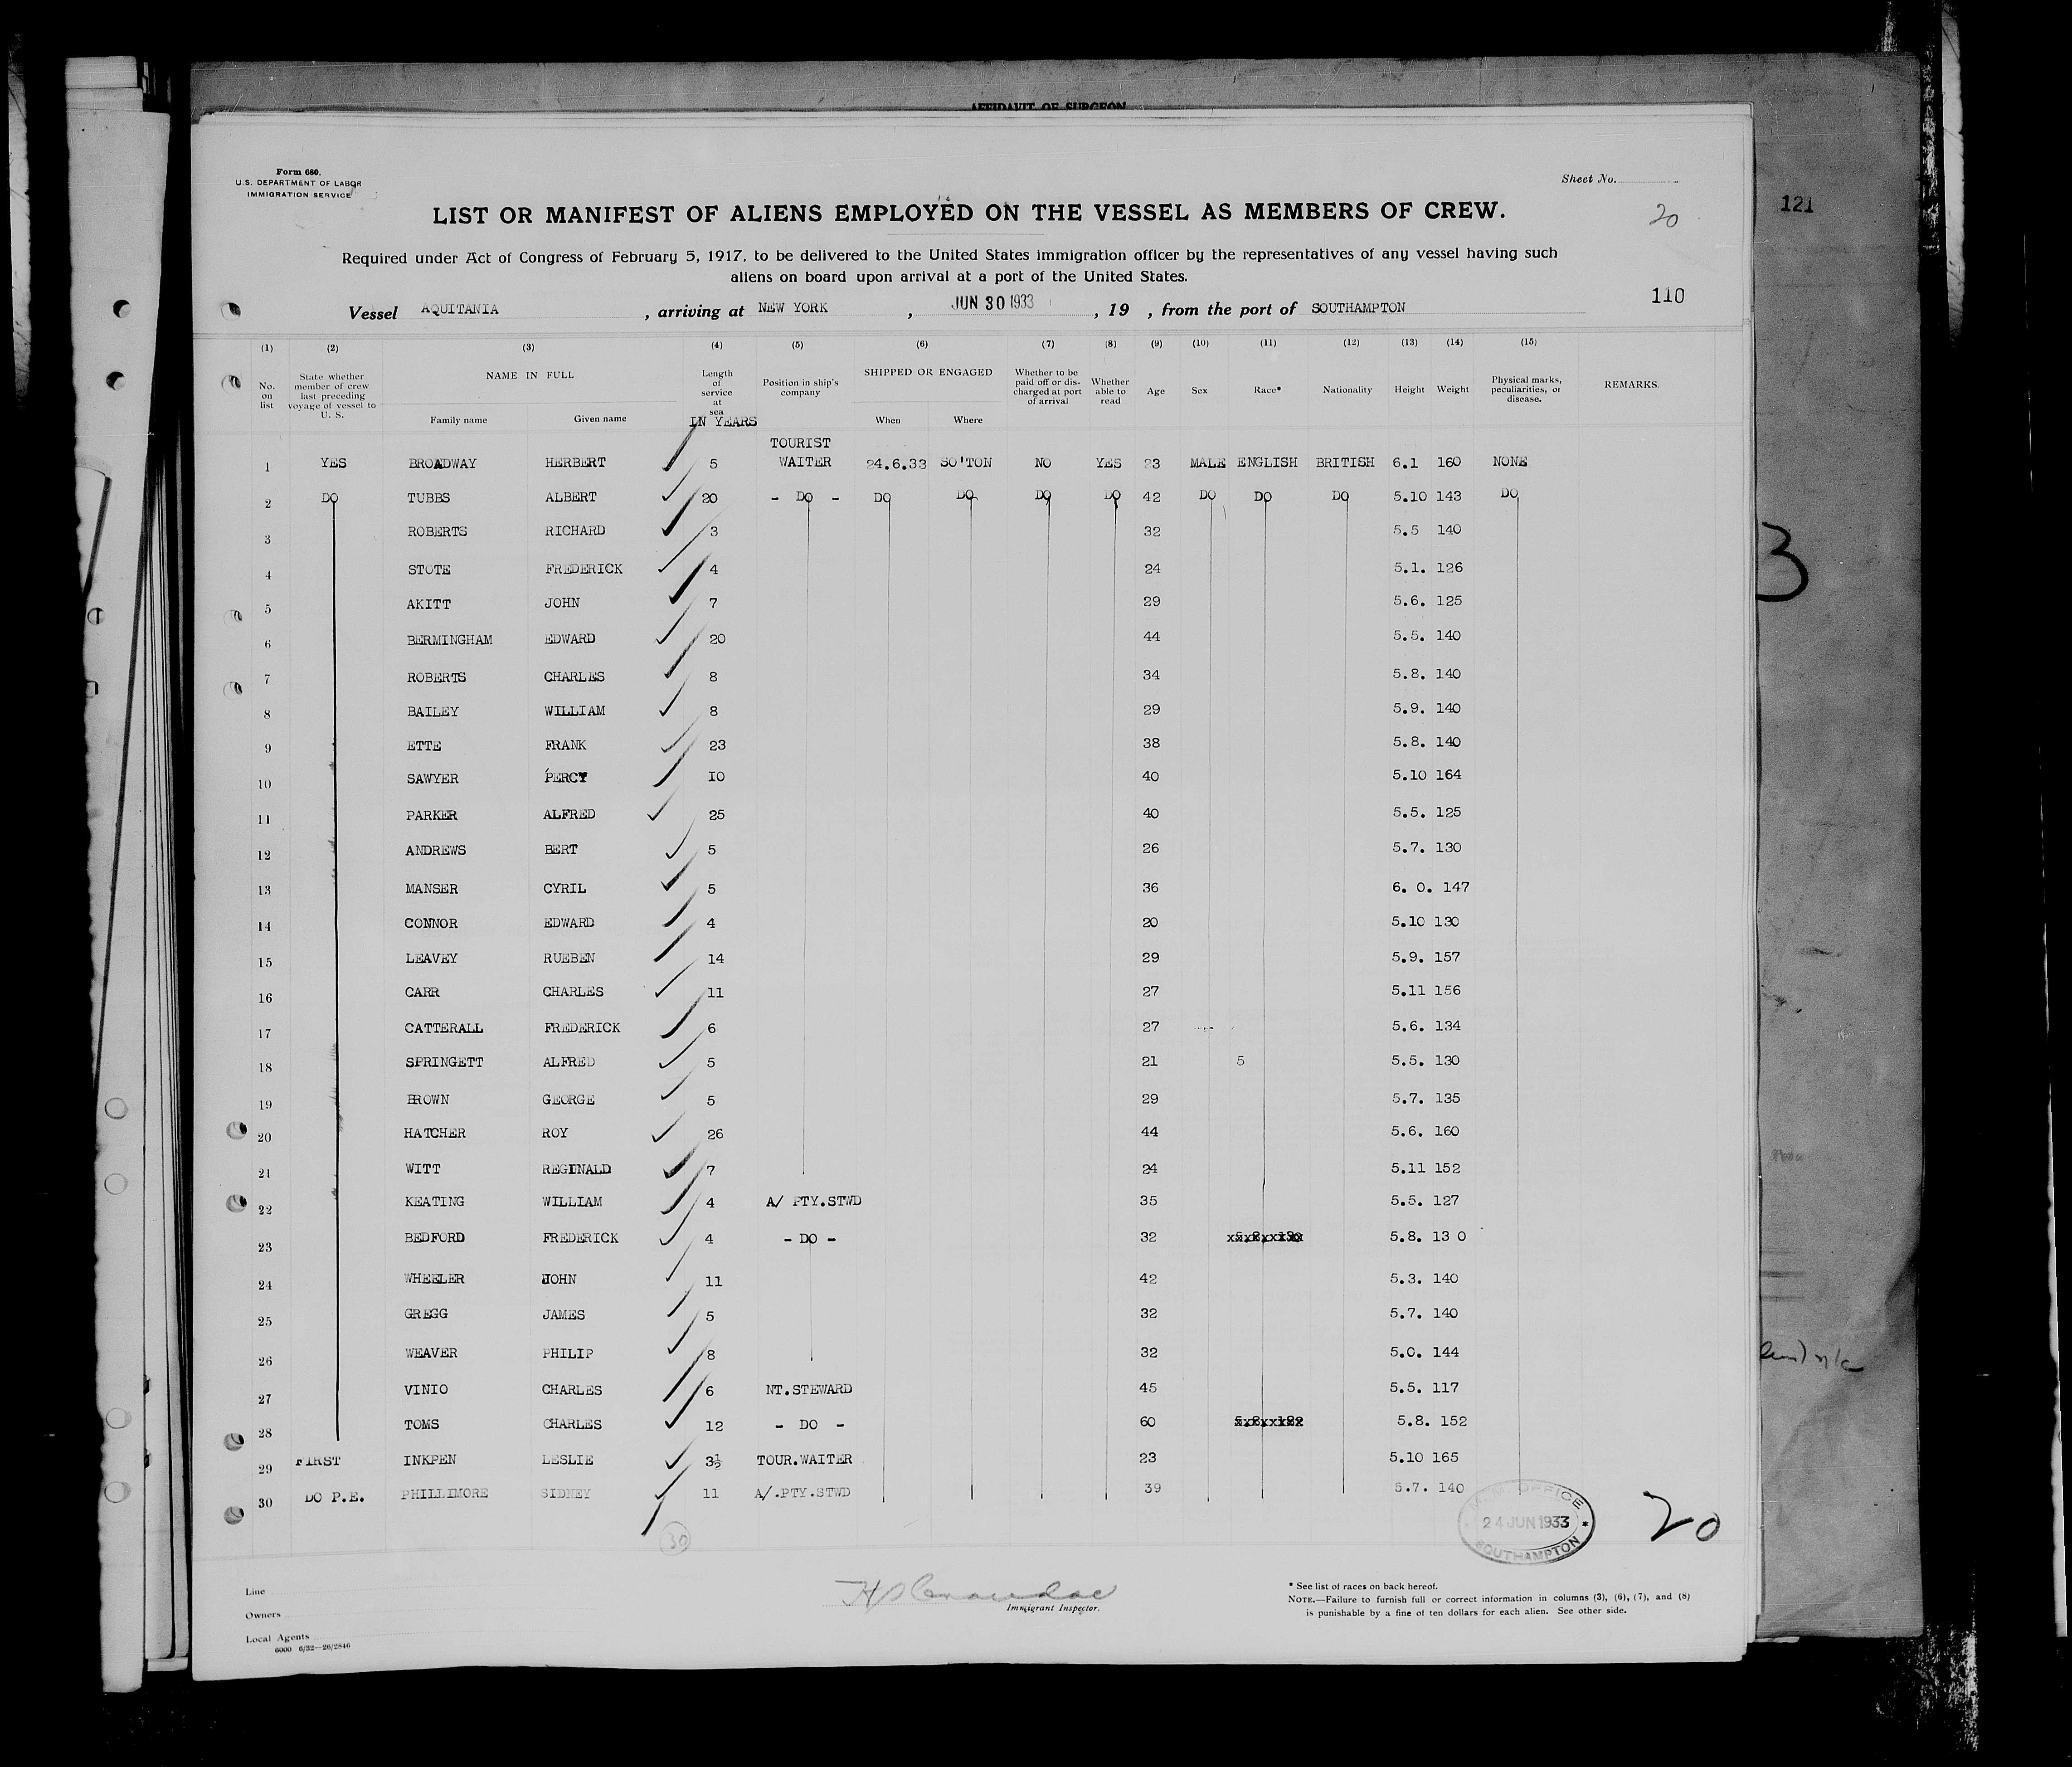 AFFIDAVIT OF SURGEON
Form 680.
U.S. DEPARTMENT OF LABOR
IMMIGRATION SERVICE
Sheet No.
LIST OR MANIFEST OF ALIENS EMPLOYED ON THE VESSEL AS MEMBERS OF CREW.
20
121
Required under Act of Congress of February 5, 1917, to be delivered to the United States immigration officer by the representatives of any vessel having such
aliens on board upon arrival at a port of the United States.
110
Vessel AQUITANIA , arriving at NEW YORK , JUN 30 1933 , 19 , from the port of SOUTHAMPTON
(1) (2) (3) (4) (5) (6) (7) (8) (9) (10) (11) (12) (13) (14) (15)
No. on list State whether member of crew last preceding voyage of vessel to U. S. NAME IN FULL Family name Given name Length of service at sea IN YEARS Position in ship's company SHIPPED OR ENGAGED When Where Whether to be paid off or discharged at port of arrival Whether able to read Age Sex Race* Nationality Height Weight Physical marks, peculiarities, or disease. REMARKS.
TOURIST
1 YES BROADWAY HERBERT 5 WAITER 24.6.33 SO'TON NO YES 23 MALE ENGLISH BRITISH 6.1 160 NONE
2 DO TUBBS ALBERT 20 - DO - DO DO DO DO 42 DO DO DO 5.10 143 DO
3 ROBERTS RICHARD 3 32 5.5 140
4 STOTE FREDERICK 4 24 5.1. 126
5 AKITT JOHN 7 29 5.6. 125
6 BERMINGHAM EDWARD 20 44 5.5. 140
7 ROBERTS CHARLES 8 34 5.8. 140
8 BAILEY WILLIAM 8 29 5.9. 140
9 ETTE FRANK 23 38 5.8. 140
10 SAWYER PERCY IO 40 5.10 164
11 PARKER ALFRED 25 40 5.5. 125
12 ANDREWS BERT 5 26 5.7. 130
13 MANSER CYRIL 5 36 6. 0. 147
14 CONNOR EDWARD 4 20 5.10 130
15 LEAVEY RUEBEN 14 29 5.9. 157
16 CARR CHARLES 11 27 5.11 156
17 CATTERALL FREDERICK 6 27 5.6. 134
18 SPRINGETT ALFRED 5 21 5 5.5. 130
19 BROWN GEORGE 5 29 5.7. 135
20 HATCHER ROY 26 44 5.6. 160
21 WITT REGINALD 7 24 5.11 152
22 KEATING WILLIAM 4 A/ PTY.STWD 35 5.5. 127
23 BEDFORD FREDERICK 4 - DO - 32 5.8. 13 0
24 WHEELER JOHN 11 42 5.3. 140
25 GREGG JAMES 5 32 5.7. 140
26 WEAVER PHILIP 8 32 5.0. 144
27 VINIO CHARLES 6 NT.STEWARD 45 5.5. 117
28 TOMS CHARLES 12 - DO - 60 5.8. 152
29 FIRST INKPEN LESLIE 3½ TOUR.WAITER 23 5.10 165
30 DO P.E. PHILLIMORE SIDNEY 11 A/.PTY.STWD 39 5.7. 140
30
OFFICE
24 JUN 1933
SOUTHAMPTON
20
3
Line
Owners
Local Agents
6000 6/32—26/2846
Immigrant Inspector.
* See list of races on back hereof.
NOTE.—Failure to furnish full or correct information in columns (3), (6), (7), and (8)
is punishable by a fine of ten dollars for each alien. See other side.